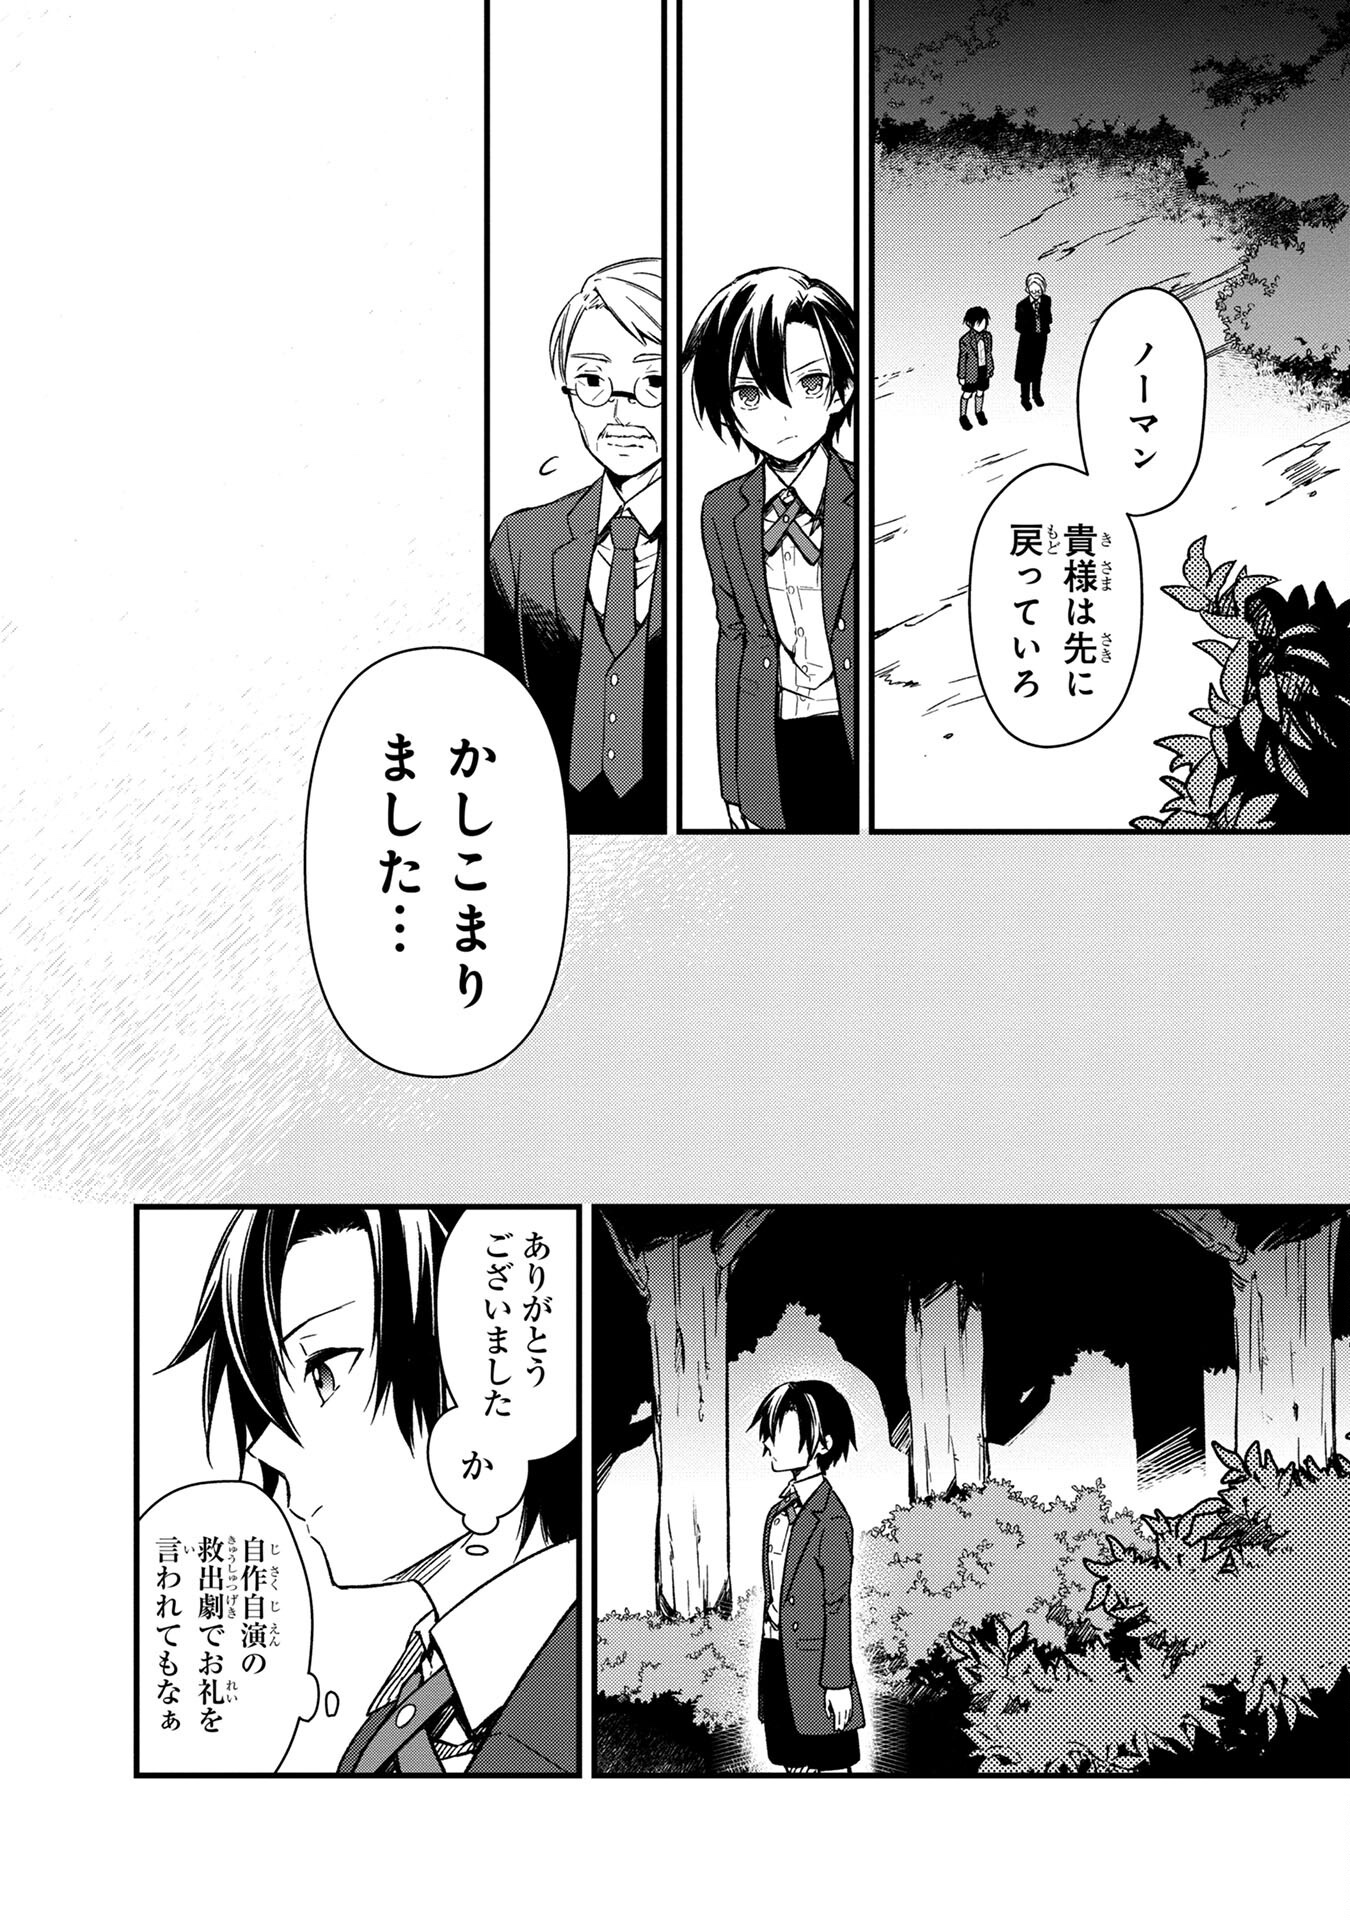 ノーマン
貴様は先に
戻っていろ
かしこまり
ました…
ありがとう
ございました
か
自作自演の
救出劇でお礼を
言われてもなぁ